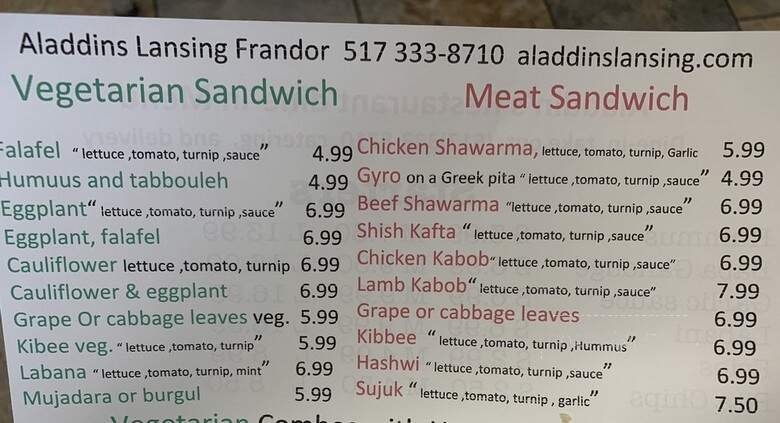 Aladdins Lansing Frandor 517 333-8710 aladdinslansing.com
Vegetarian Sandwich
Falafel “ lettuce ,tomato, turnip ,sauce” 4.99
Humuus and tabbouleh 4.99
Eggplant“ lettuce ,tomato, turnip ,sauce” 6.99
Eggplant, falafel 6.99
Cauliflower lettuce ,tomato, turnip 6.99
Cauliflower & eggplant 6.99
Grape Or cabbage leaves veg. 5.99
Kibee veg. “ lettuce ,tomato, turnip” 5.99
Labana “ lettuce ,tomato, turnip, mint” 6.99
Mujadara or burgul 5.99
Meat Sandwich
Chicken Shawarma, lettuce, tomato, turnip, Garlic 5.99
Gyro on a Greek pita “ lettuce ,tomato, turnip ,sauce” 4.99
Beef Shawarma “lettuce ,tomato, turnip ,sauce” 6.99
Shish Kafta “ lettuce ,tomato, turnip ,sauce” 6.99
Chicken Kabob“ lettuce ,tomato, turnip ,sauce” 6.99
Lamb Kabob“ lettuce ,tomato, turnip ,sauce” 7.99
Grape or cabbage leaves 6.99
Kibbee “ lettuce ,tomato, turnip ,Hummus” 6.99
Hashwi “ lettuce ,tomato, turnip ,sauce” 6.99
Sujuk “ lettuce ,tomato, turnip , garlic” 7.50